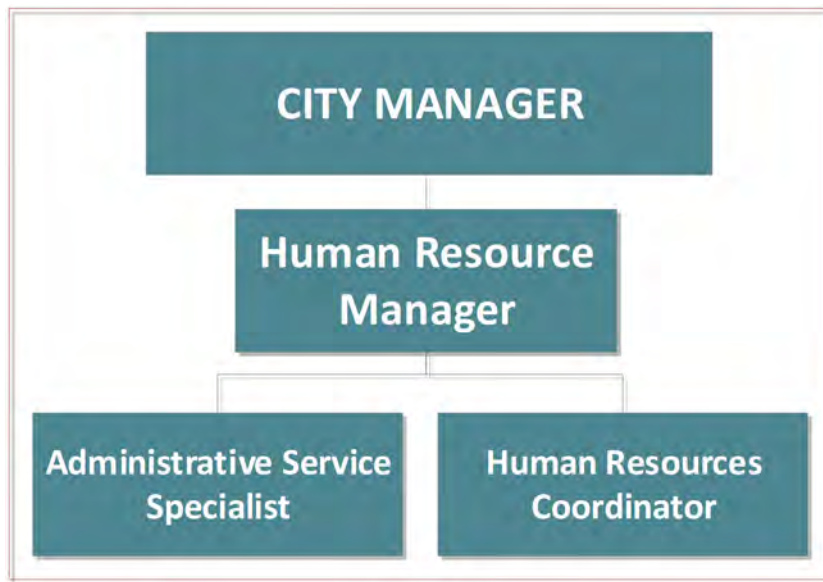 CITY MANAGER
Human Resource
Manager
Administrative Service
Specialist
Human Resources
Coordinator